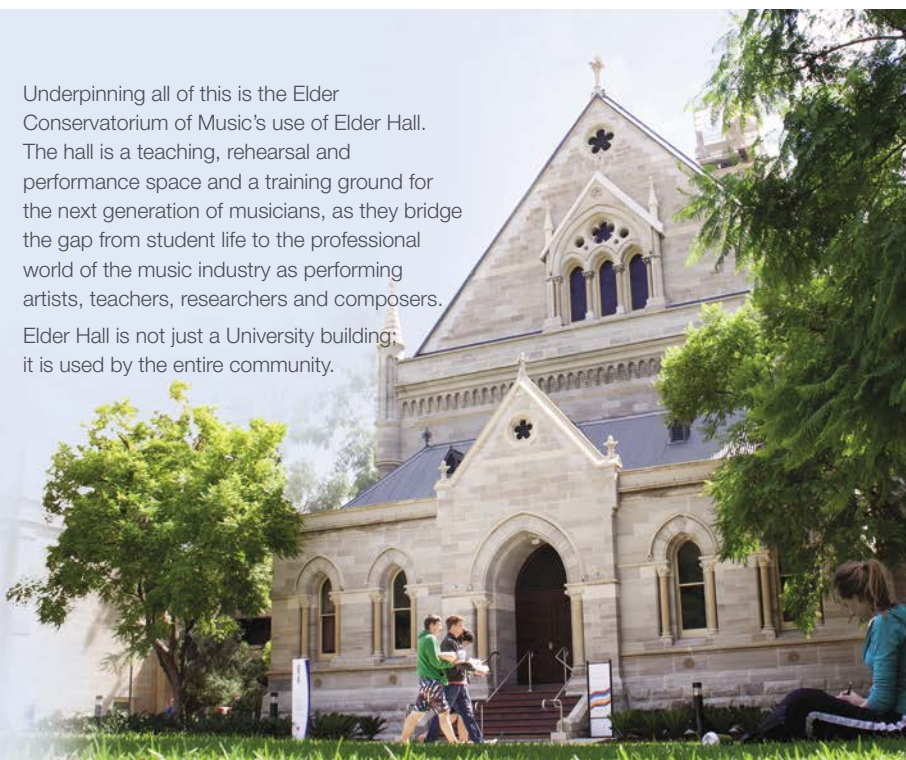 Underpinning all of this is the Elder
Conservatorium of Music’s use of Elder Hall.
The hall is a teaching, rehearsal and
performance space and a training ground for
the next generation of musicians, as they bridge
the gap from student life to the professional
world of the music industry as performing
artists, teachers, researchers and composers.
Elder Hall is not just a University building;
it is used by the entire community.